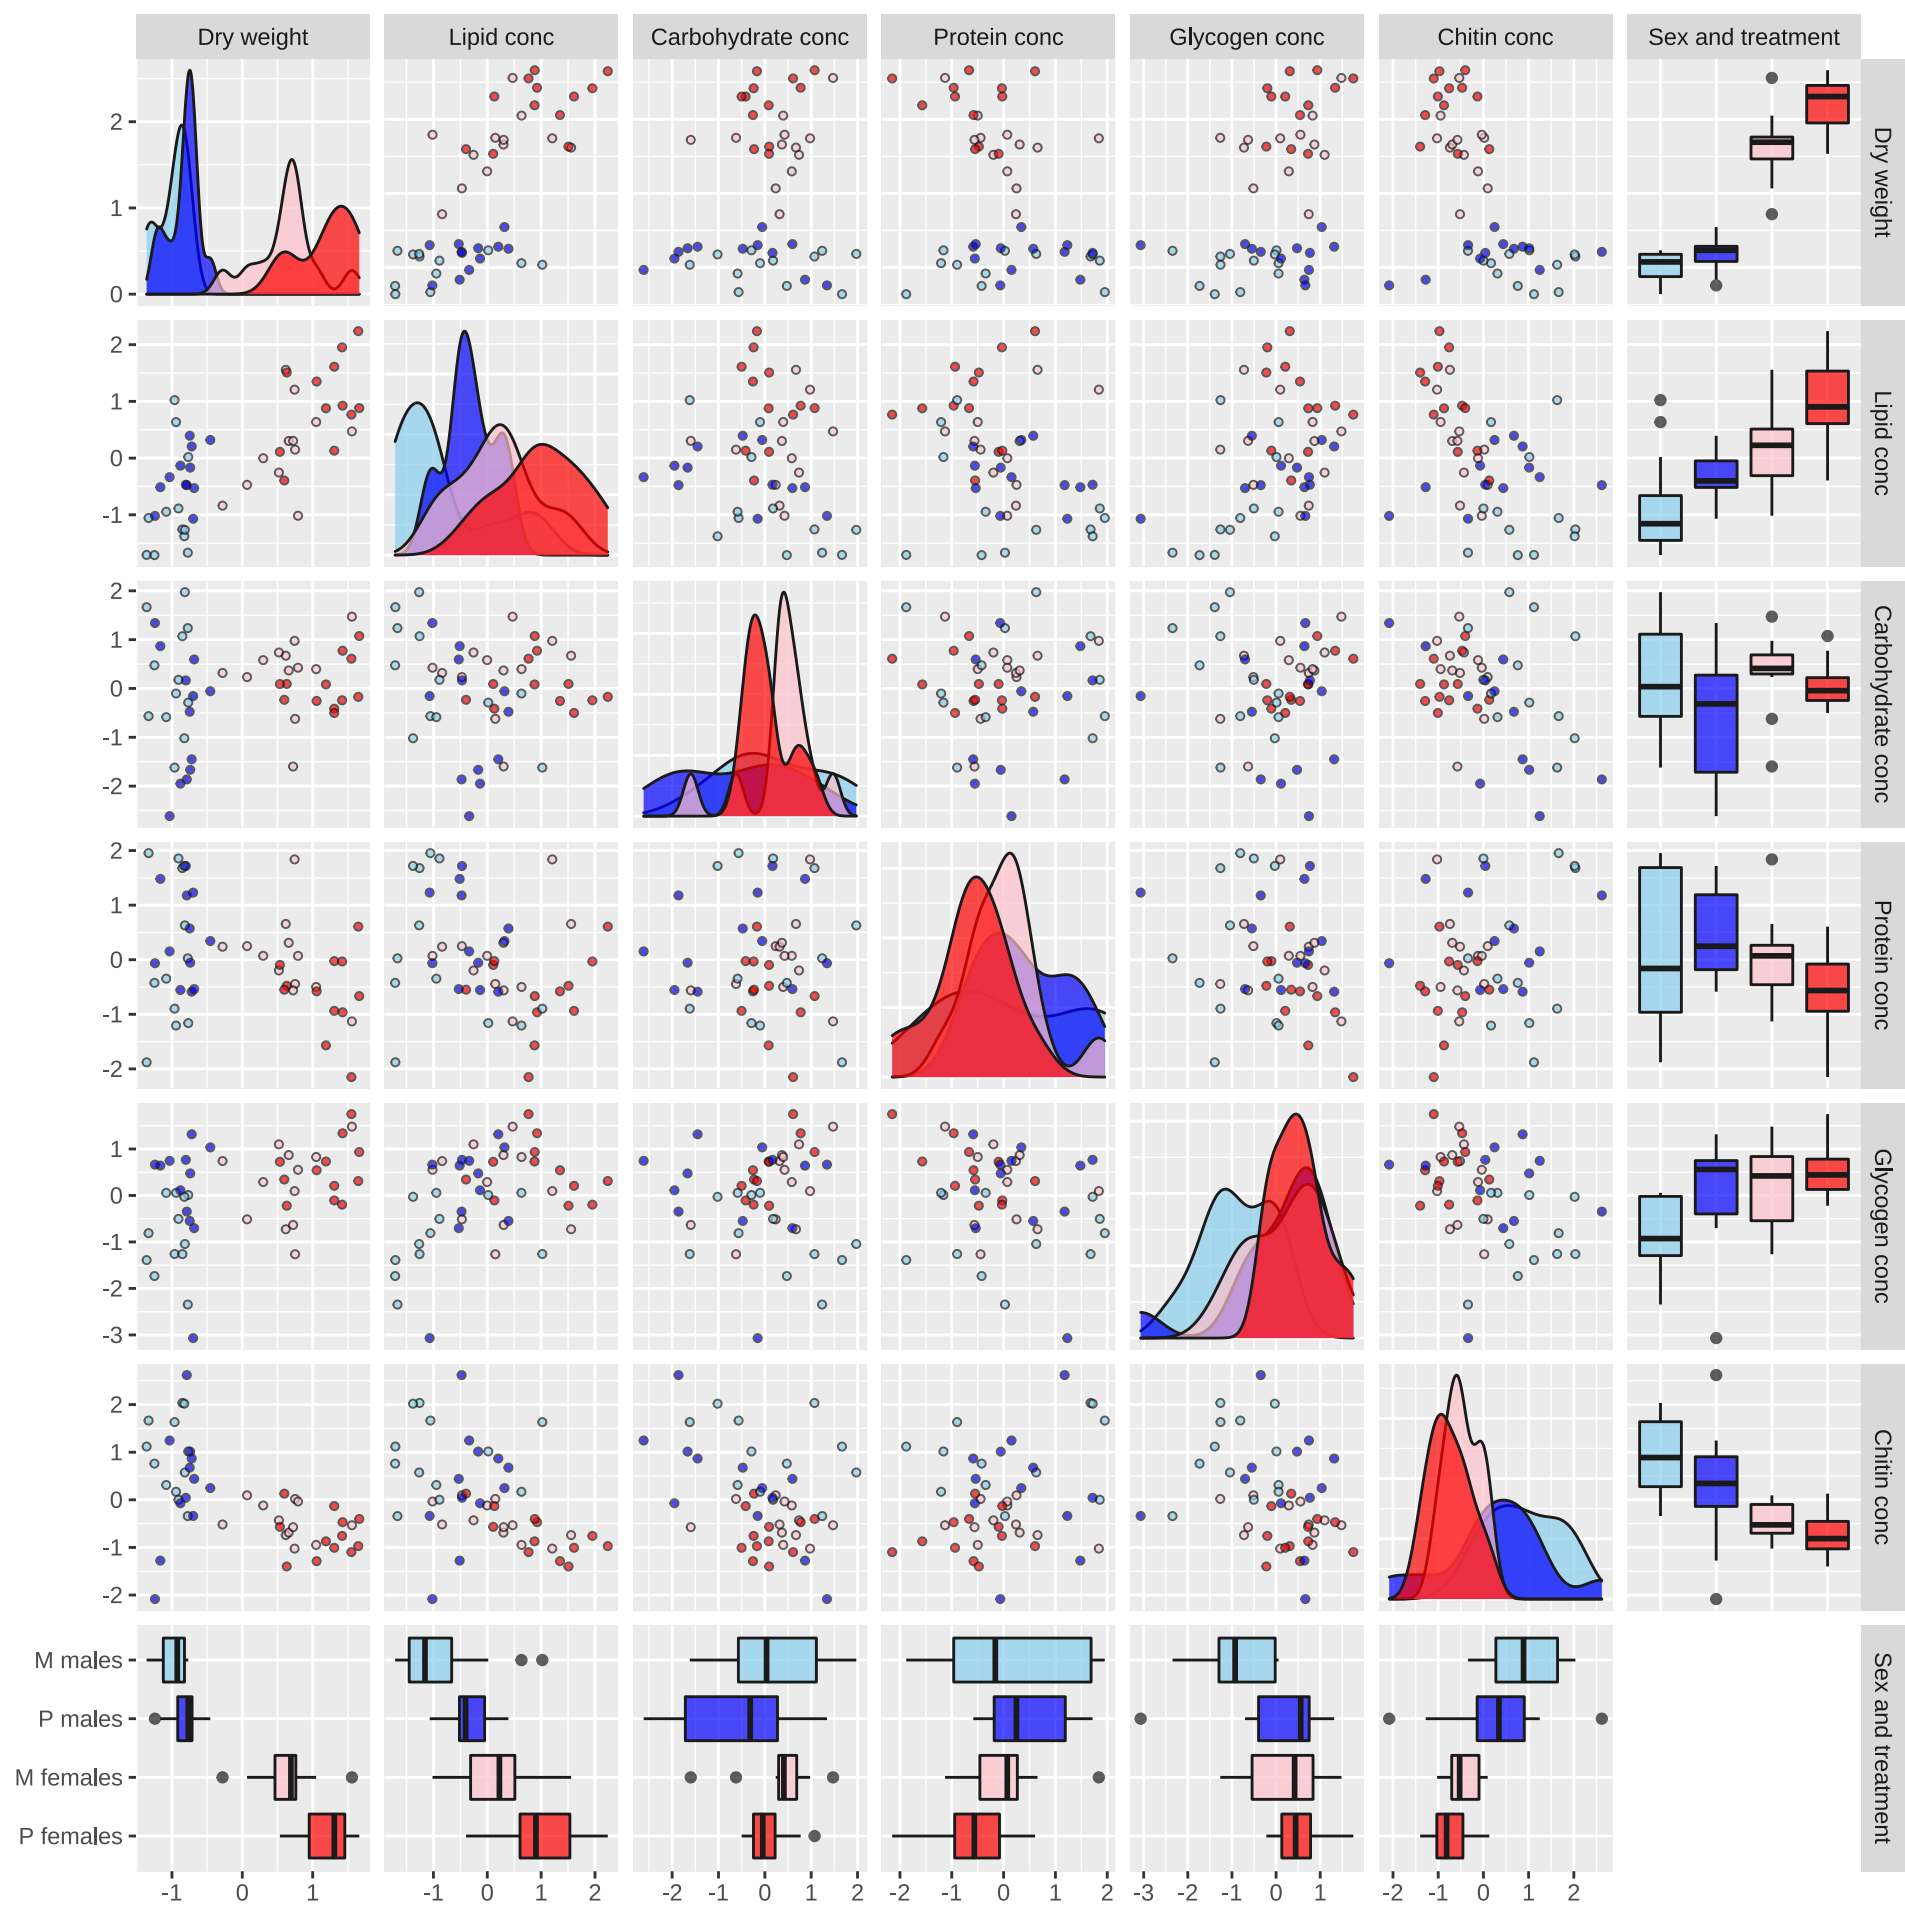 Dry weight
Lipid conc
Carbohydrate conc
Protein conc
Glycogen conc
Chitin conc
Sex and treatment
2
1
0
Dry weight
2
1
0
-1
Lipid conc
2
1
0
-1
-2
Carbohydrate conc
2
1
0
-1
-2
Protein conc
1
0
-1
-2
-3
Glycogen conc
2
1
0
-1
-2
Chitin conc
M males
P males
M females
P females
Sex and treatment
-1 0 1
-1 0 1 2
-2 -1 0 1 2
-2 -1 0 1 2
-3 -2 -1 0 1
-2 -1 0 1 2